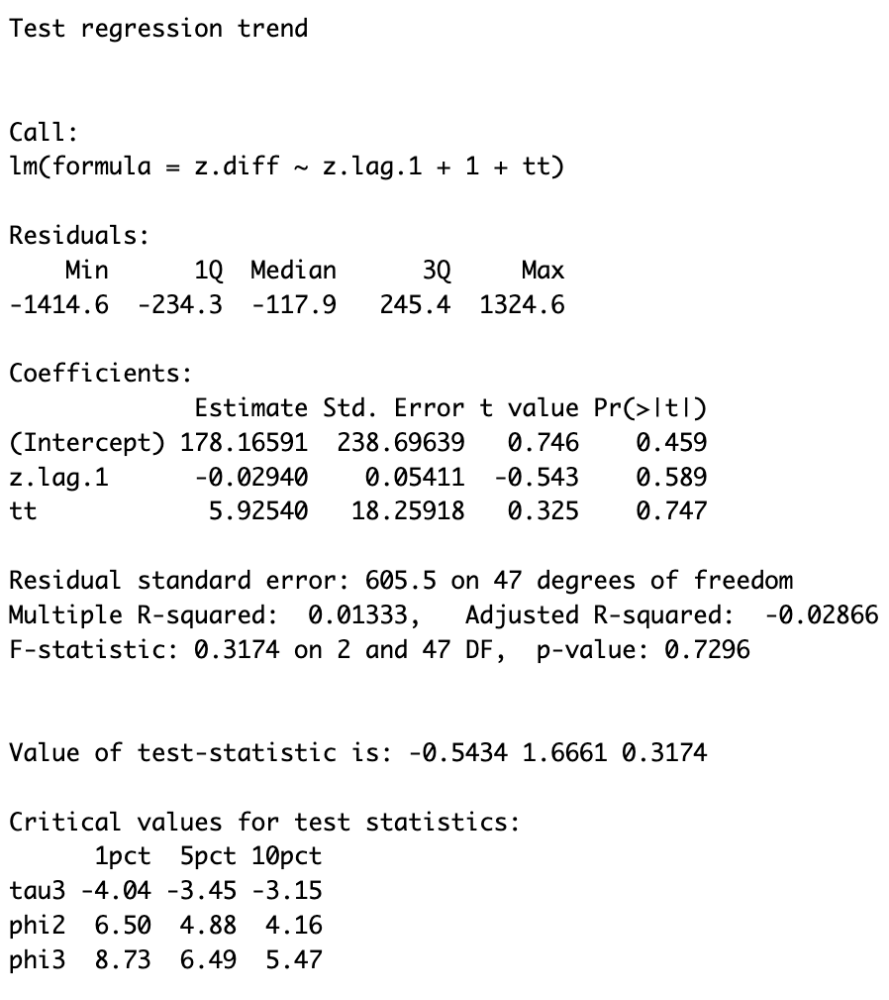 Test regression trend
Call:
lm(formula = z.diff ~ z.lag.1 + 1 + tt)
Residuals:
    Min      1Q  Median      3Q     Max
-1414.6  -234.3  -117.9   245.4  1324.6
Coefficients:
             Estimate Std. Error t value Pr(>|t|)
(Intercept) 178.16591  238.69639   0.746    0.459
z.lag.1      -0.02940    0.05411  -0.543    0.589
tt            5.92540   18.25918   0.325    0.747
Residual standard error: 605.5 on 47 degrees of freedom
Multiple R-squared:  0.01333,   Adjusted R-squared:  -0.02866
F-statistic: 0.3174 on 2 and 47 DF,  p-value: 0.7296
Value of test-statistic is: -0.5434 1.6661 0.3174
Critical values for test statistics:
      1pct  5pct 10pct
tau3 -4.04 -3.45 -3.15
phi2  6.50  4.88  4.16
phi3  8.73  6.49  5.47